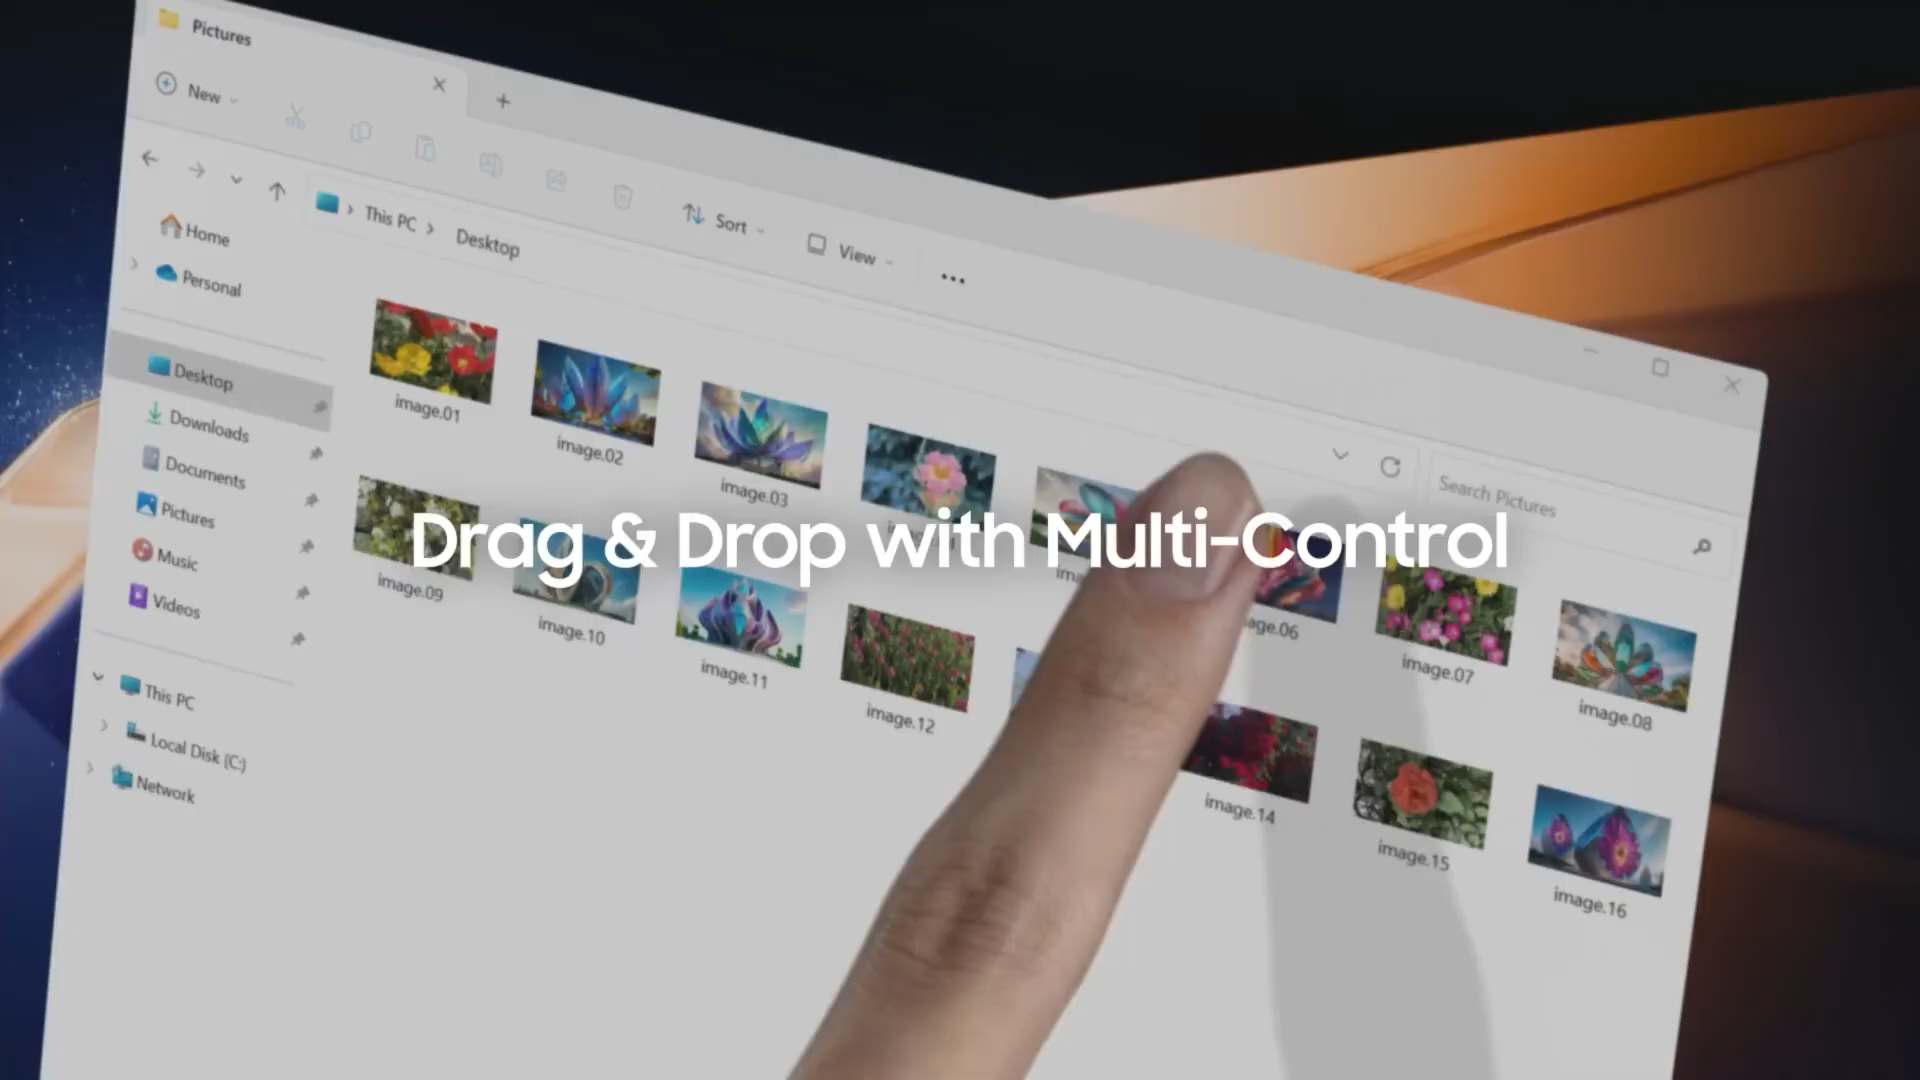 Pictures
New
Sort
View
This PC
Desktop
Search Pictures
Home
Personal
Desktop
Downloads
Documents
Pictures
Music
Videos
This PC
Local Disk (C:)
Network
image.01
image.02
image.03
image.07
image.08
image.09
image.10
image.11
image.12
image.14
image.15
image.16
Drag & Drop with Multi-Control